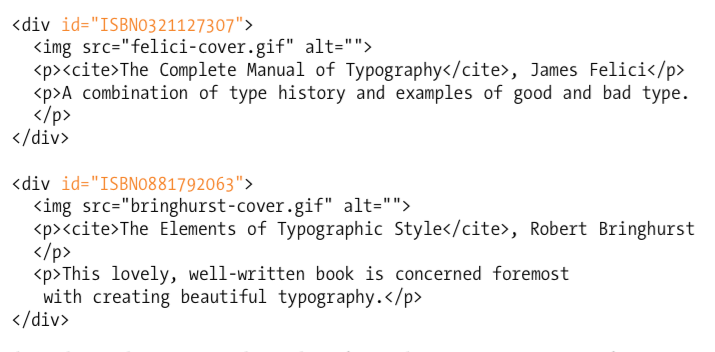 <div id="ISBN0321127307">
<img src="felici-cover.gif" alt="">
<p><cite>The Complete Manual of Typography</cite>, James Felici</p>
<p>A combination of type history and examples of good and bad type.
</p>
</div>
<div id="ISBN0881792063">
<img src="bringhurst-cover.gif" alt="">
<p><cite>The Elements of Typographic Style</cite>, Robert Bringhurst
</p>
<p>This lovely, well-written book is concerned foremost
with creating beautiful typography.</p>
</div>